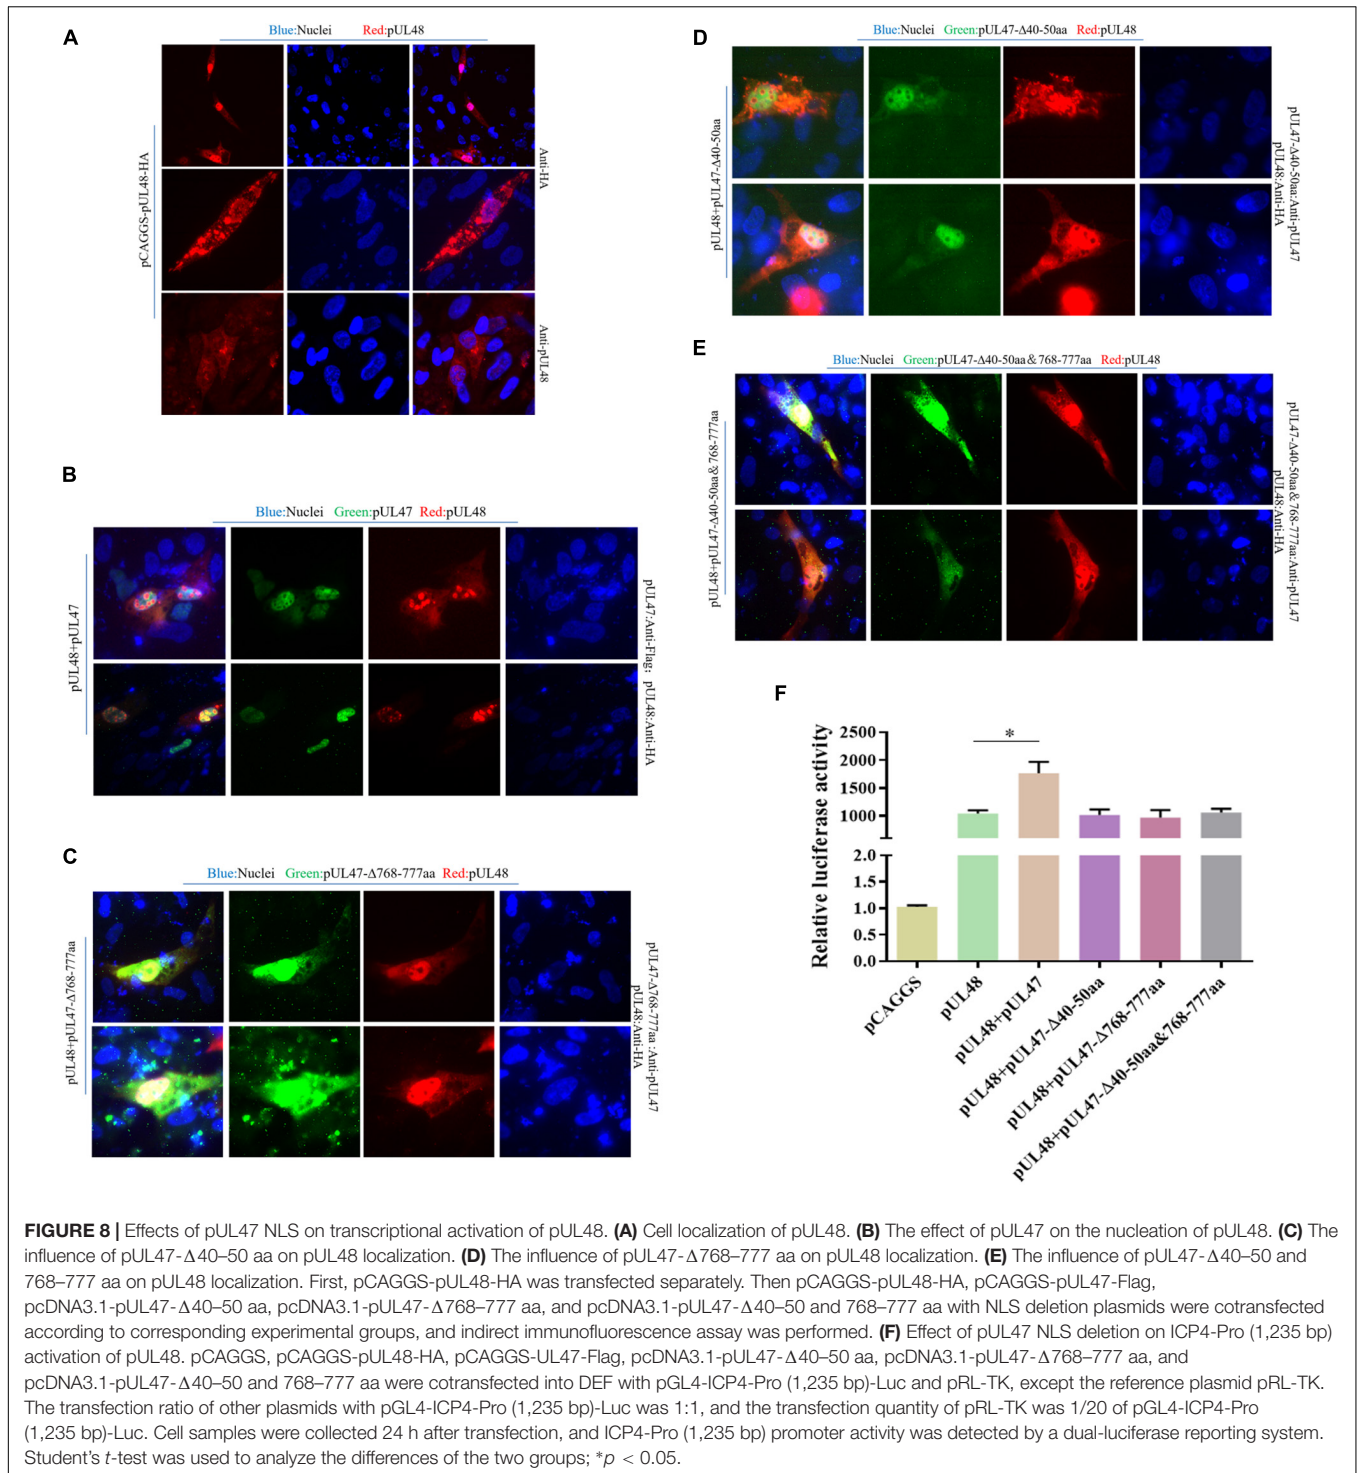 A
Blue:Nuclei Red:pUL48
pCAGGS-pUL48-HA
Anti-HA
Anti-pUL48
B
Blue:Nuclei Green:pUL47 Red:pUL48
pUL48+pUL47
pUL47:Anti-Flag; pUL48:Anti-HA
C
Blue:Nuclei Green:pUL47-Δ768-777aa Red:pUL48
pUL48+pUL47-Δ768-777aa
pUL47-Δ768-777aa :Anti-pUL47
pUL48:Anti-HA
D
Blue:Nuclei Green:pUL47-Δ40-50aa Red:pUL48
pUL48+pUL47-Δ40-50aa
pUL47-Δ40-50aa:Anti-pUL47
pUL48:Anti-HA
E
Blue:Nuclei Green:pUL47-Δ40-50aa&768-777aa Red:pUL48
pUL48+pUL47-Δ40-50aa&768-777aa
pUL47-Δ40-50aa&768-777aa:Anti-pUL47
pUL48:Anti-HA
F
Relative luciferase activity
2500
2000
1500
1000
2.0
1.5
1.0
0.5
0.0
*
pCAGGS
pUL48
pUL48+pUL47
pUL48+pUL47-Δ40-50aa
pUL48+pUL47-Δ768-777aa
pUL48+pUL47-Δ40-50aa&768-777aa
FIGURE 8 | Effects of pUL47 NLS on transcriptional activation of pUL48. (A) Cell localization of pUL48. (B) The effect of pUL47 on the nucleation of pUL48. (C) The
influence of pUL47-Δ40–50 aa on pUL48 localization. (D) The influence of pUL47-Δ768–777 aa on pUL48 localization. (E) The influence of pUL47-Δ40–50 and
768–777 aa on pUL48 localization. First, pCAGGS-pUL48-HA was transfected separately. Then pCAGGS-pUL48-HA, pCAGGS-pUL47-Flag,
pcDNA3.1-pUL47-Δ40–50 aa, pcDNA3.1-pUL47-Δ768–777 aa, and pcDNA3.1-pUL47-Δ40–50 and 768–777 aa with NLS deletion plasmids were cotransfected
according to corresponding experimental groups, and indirect immunofluorescence assay was performed. (F) Effect of pUL47 NLS deletion on ICP4-Pro (1,235 bp)
activation of pUL48. pCAGGS, pCAGGS-pUL48-HA, pCAGGS-UL47-Flag, pcDNA3.1-pUL47-Δ40–50 aa, pcDNA3.1-pUL47-Δ768–777 aa, and
pcDNA3.1-pUL47-Δ40–50 and 768–777 aa were cotransfected into DEF with pGL4-ICP4-Pro (1,235 bp)-Luc and pRL-TK, except the reference plasmid pRL-TK.
The transfection ratio of other plasmids with pGL4-ICP4-Pro (1,235 bp)-Luc was 1:1, and the transfection quantity of pRL-TK was 1/20 of pGL4-ICP4-Pro
(1,235 bp)-Luc. Cell samples were collected 24 h after transfection, and ICP4-Pro (1,235 bp) promoter activity was detected by a dual-luciferase reporting system.
Student's t-test was used to analyze the differences of the two groups; *p < 0.05.